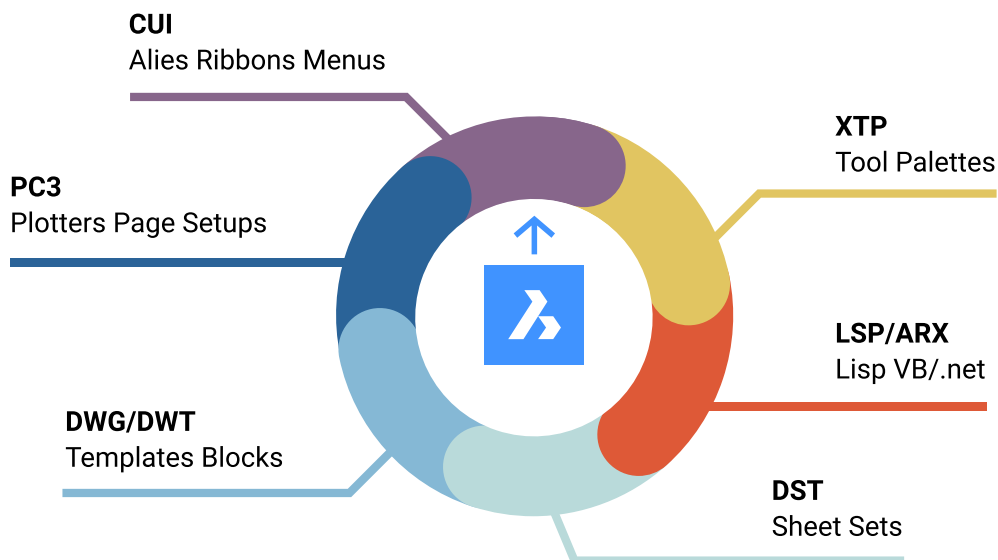 CUI
Alies Ribbons Menus
XTP
Tool Palettes
PC3
Plotters Page Setups
LSP/ARX
Lisp VB/.net
DWG/DWT
Templates Blocks
DST
Sheet Sets